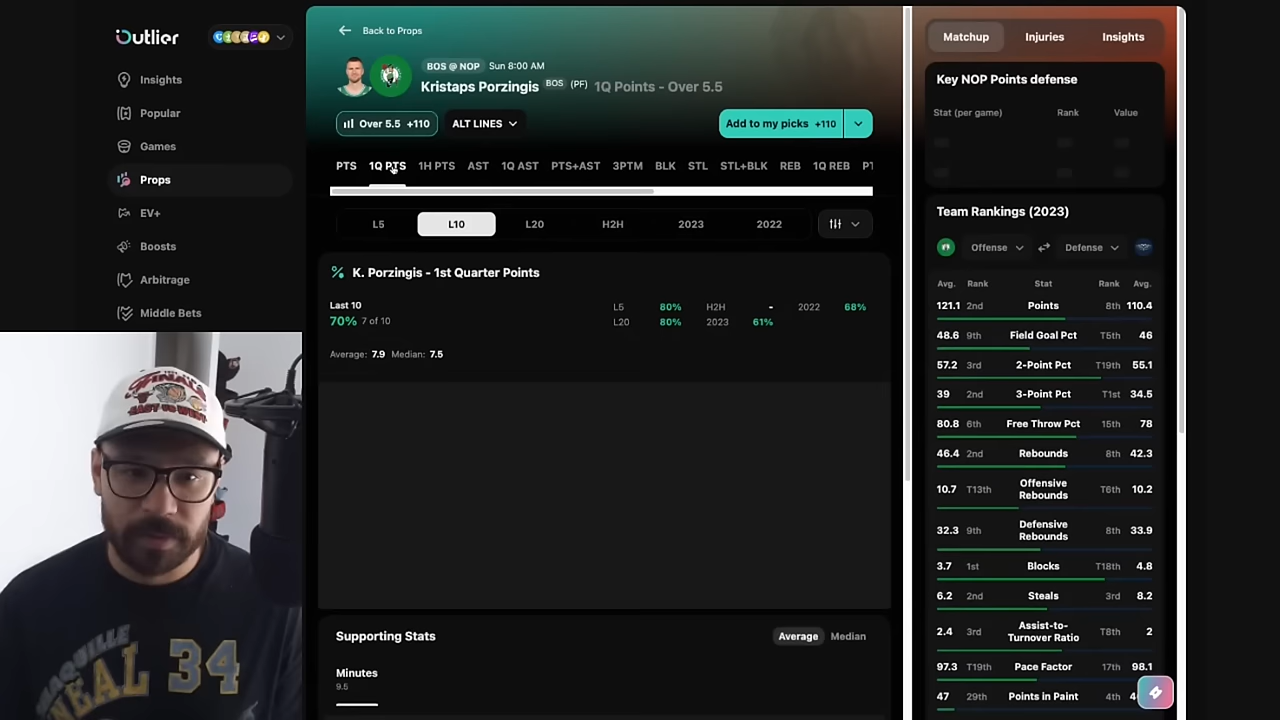 Outlier
Insights
Popular
Games
Props
EV+
Boosts
Arbitrage
Middle Bets
Back to Props
BOS @ NOP Sun 8:00 AM
Kristaps Porzingis BOS (PF) 1Q Points - Over 5.5
Over 5.5 +110 ALT LINES
Add to my picks +110
PTS 1Q PTS 1H PTS AST 1Q AST PTS+AST 3PTM BLK STL STL+BLK REB 1Q REB
L5 L10 L20 H2H 2023 2022
K. Porzingis - 1st Quarter Points
Last 10
70% 7 of 10
L5 80% H2H - 2022 68%
L20 80% 2023 61%
Average: 7.9 Median: 7.5
Supporting Stats
Average Median
Minutes
9.5
Matchup Injuries Insights
Key NOP Points defense
Stat (per game) Rank Value
Team Rankings (2023)
Offense Defense
Avg. Rank Stat Rank Avg.
121.1 2nd Points 8th 110.4
48.6 9th Field Goal Pct T5th 46
57.2 3rd 2-Point Pct T19th 55.1
39 2nd 3-Point Pct T1st 34.5
80.8 6th Free Throw Pct 15th 78
46.4 2nd Rebounds 8th 42.3
10.7 T13th Offensive Rebounds T6th 10.2
32.3 9th Defensive Rebounds 8th 33.9
3.7 1st Blocks T18th 4.8
6.2 2nd Steals 3rd 8.2
2.4 3rd Assist-to-Turnover Ratio T8th 2
97.3 T19th Pace Factor 17th 98.1
47 29th Points in Paint 4th
FINALS
EAST VS WEST
34